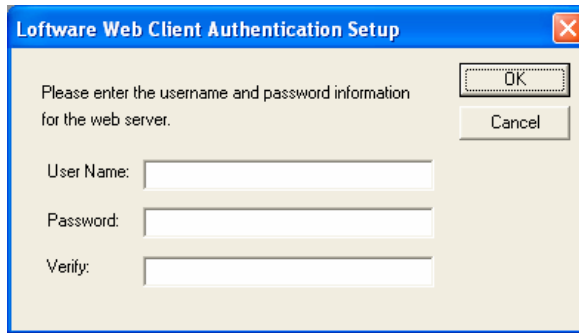 Loftware Web Client Authentication Setup
Please enter the username and password information
for the web server.
OK
Cancel
User Name:
Password:
Verify: